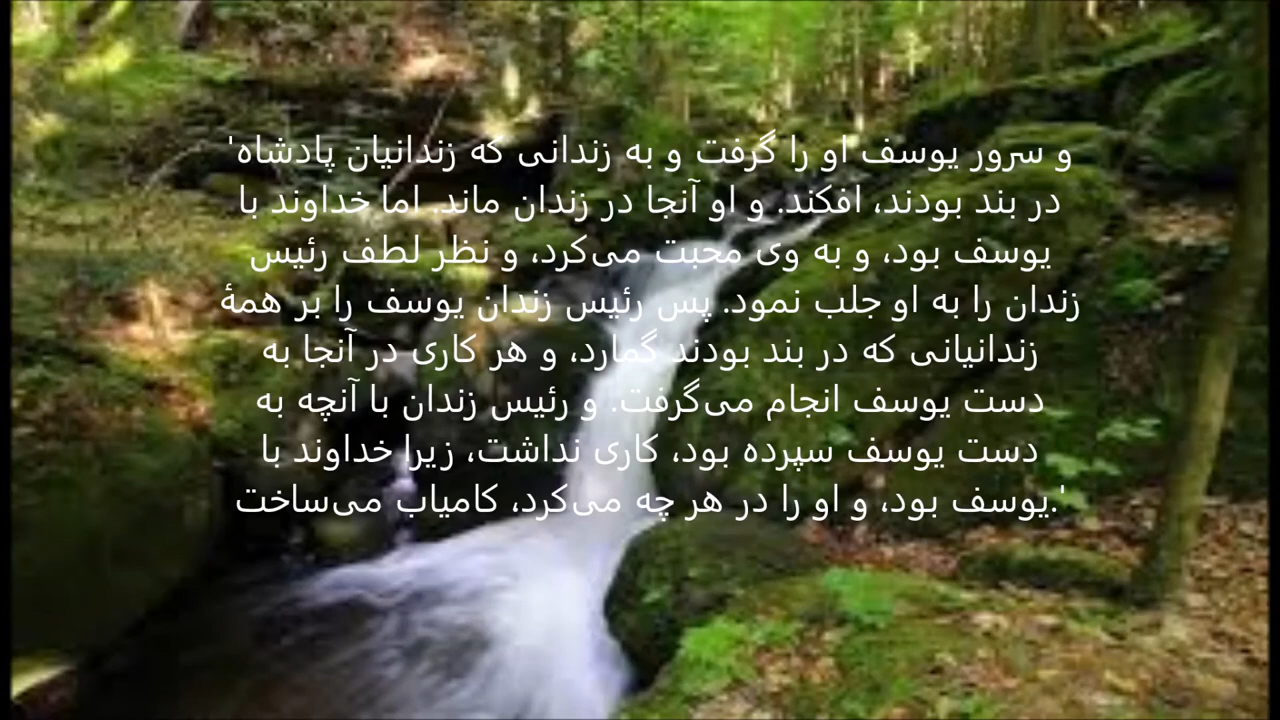 'و سرور یوسف او را گرفت و به زندانی که زندانیان پادشاه
در بند بودند، افکند. و او آنجا در زندان ماند. اما خداوند با
یوسف بود، و به وی محبت می‌کرد، و نظر لطف رئیس
زندان را به او جلب نمود. پس رئیس زندان یوسف را بر همۀ
زندانیانی که در بند بودند گمارد، و هر کاری در آنجا به
دست یوسف انجام می‌گرفت. و رئیس زندان با آنچه به
دست یوسف سپرده بود، کاری نداشت، زیرا خداوند با
یوسف بود، و او را در هر چه می‌کرد، کامیاب می‌ساخت.'